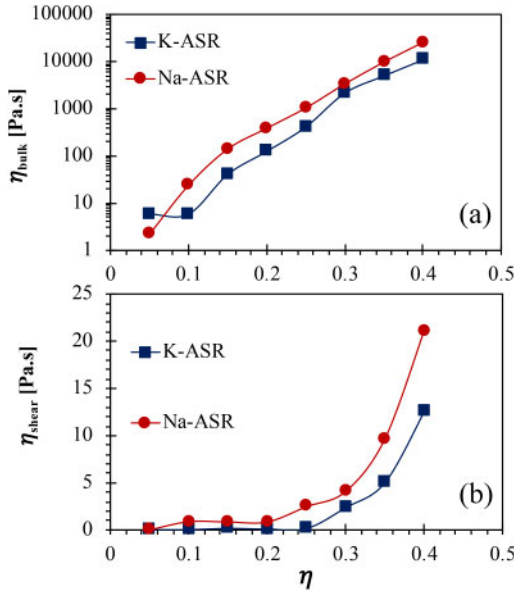 100000
10000
1000
100
10
1
η_bulk [Pa.s]
K-ASR
Na-ASR
(a)
0 0.1 0.2 0.3 0.4 0.5
25
20
15
10
5
0
η_shear [Pa.s]
K-ASR
Na-ASR
(b)
0 0.1 0.2 0.3 0.4 0.5
η